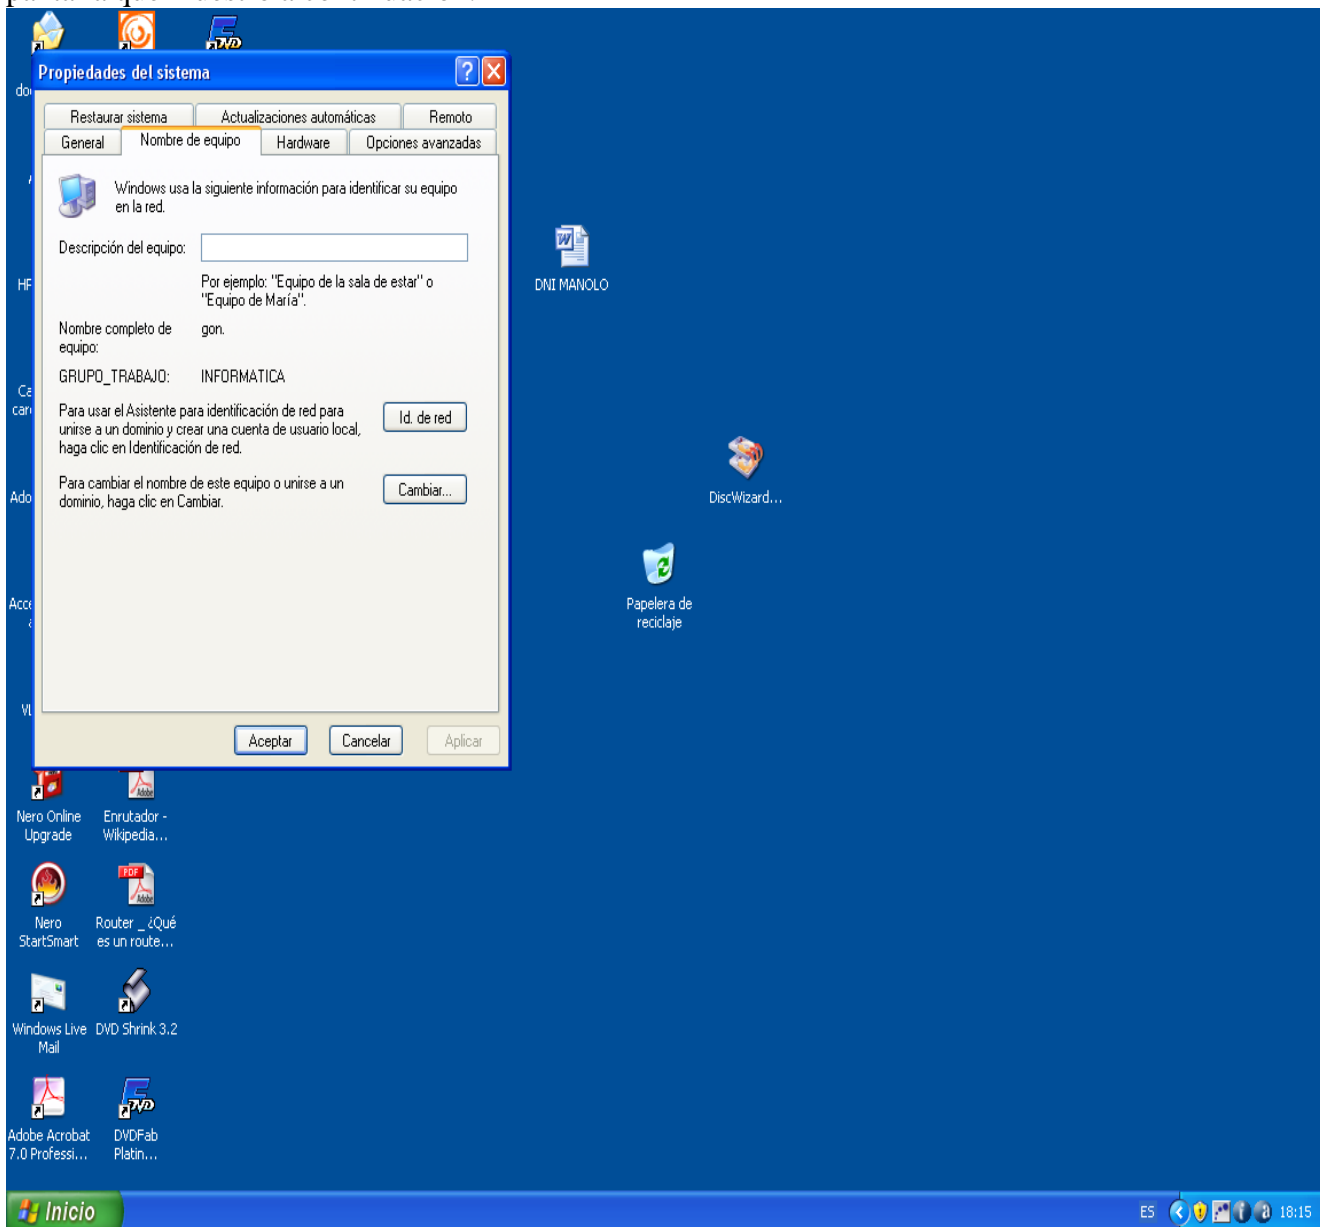 Propiedades del sistema
Restaurar sistema
Actualizaciones automáticas
Remoto
General
Nombre de equipo
Hardware
Opciones avanzadas
Windows usa la siguiente información para identificar su equipo
en la red.
Descripción del equipo:
Por ejemplo: "Equipo de la sala de estar" o
"Equipo de María".
Nombre completo de
equipo:
gon.
GRUPO_TRABAJO:
INFORMATICA
Para usar el Asistente para identificación de red para
unirse a un dominio y crear una cuenta de usuario local,
haga clic en Identificación de red.
Id. de red
Para cambiar el nombre de este equipo o unirse a un
dominio, haga clic en Cambiar.
Cambiar...
Aceptar
Cancelar
Aplicar
DNI MANOLO
DiscWizard...
Papelera de
reciclaje
Nero Online
Upgrade
Enrutador -
Wikipedia...
Nero
StartSmart
Router _ ¿Qué
es un route...
Windows Live
Mail
DVD Shrink 3.2
Adobe Acrobat
7.0 Professi...
DVDFab
Platin...
Inicio
ES
18:15